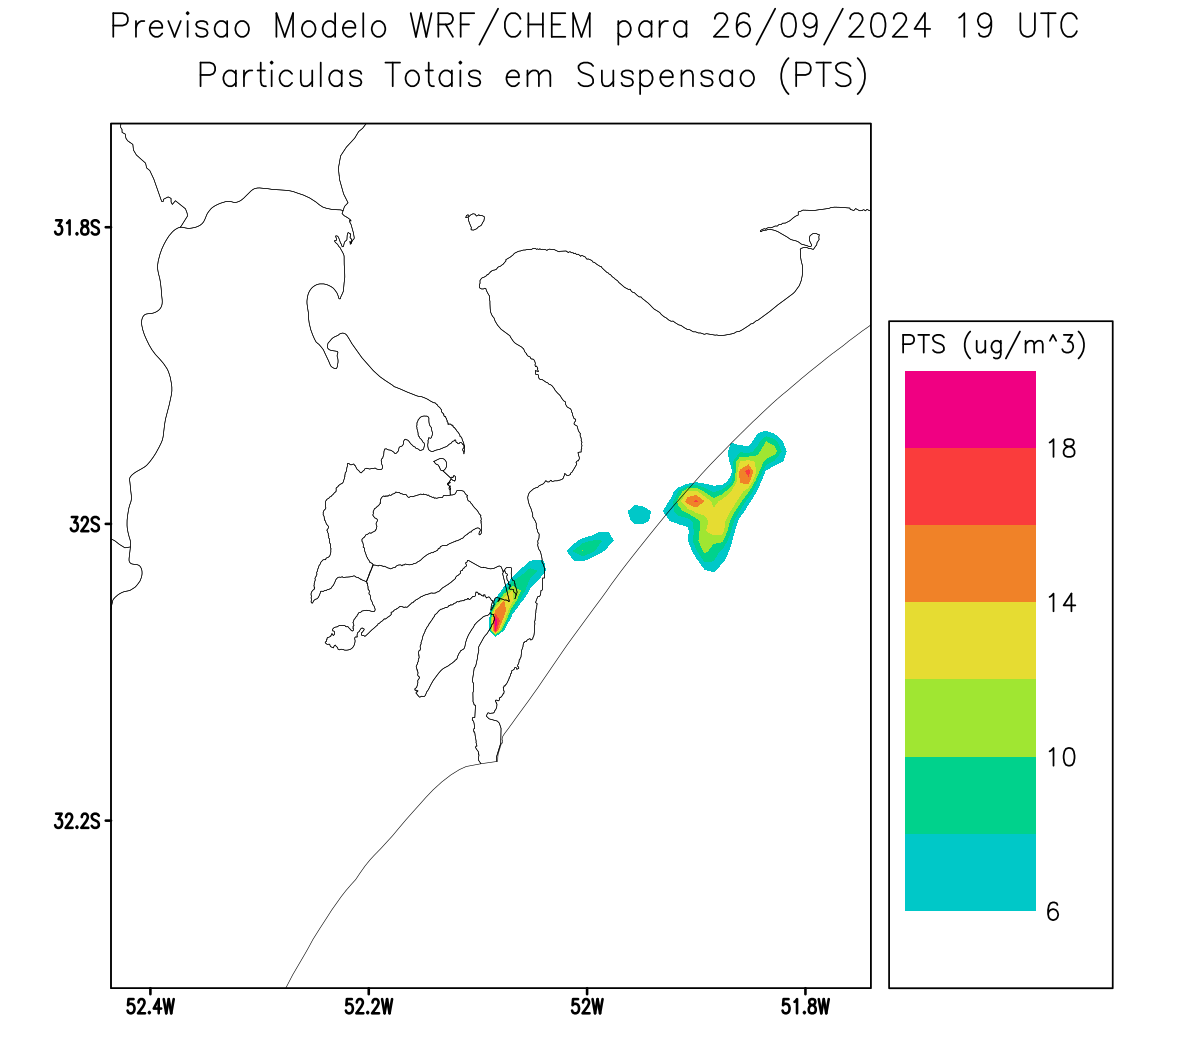 Previsao Modelo WRF/CHEM para 26/09/2024 19 UTC
Particulas Totais em Suspensao (PTS)
31.8S
32S
32.2S
52.4W
52.2W
52W
51.8W
PTS (ug/m^3)
18
14
10
6